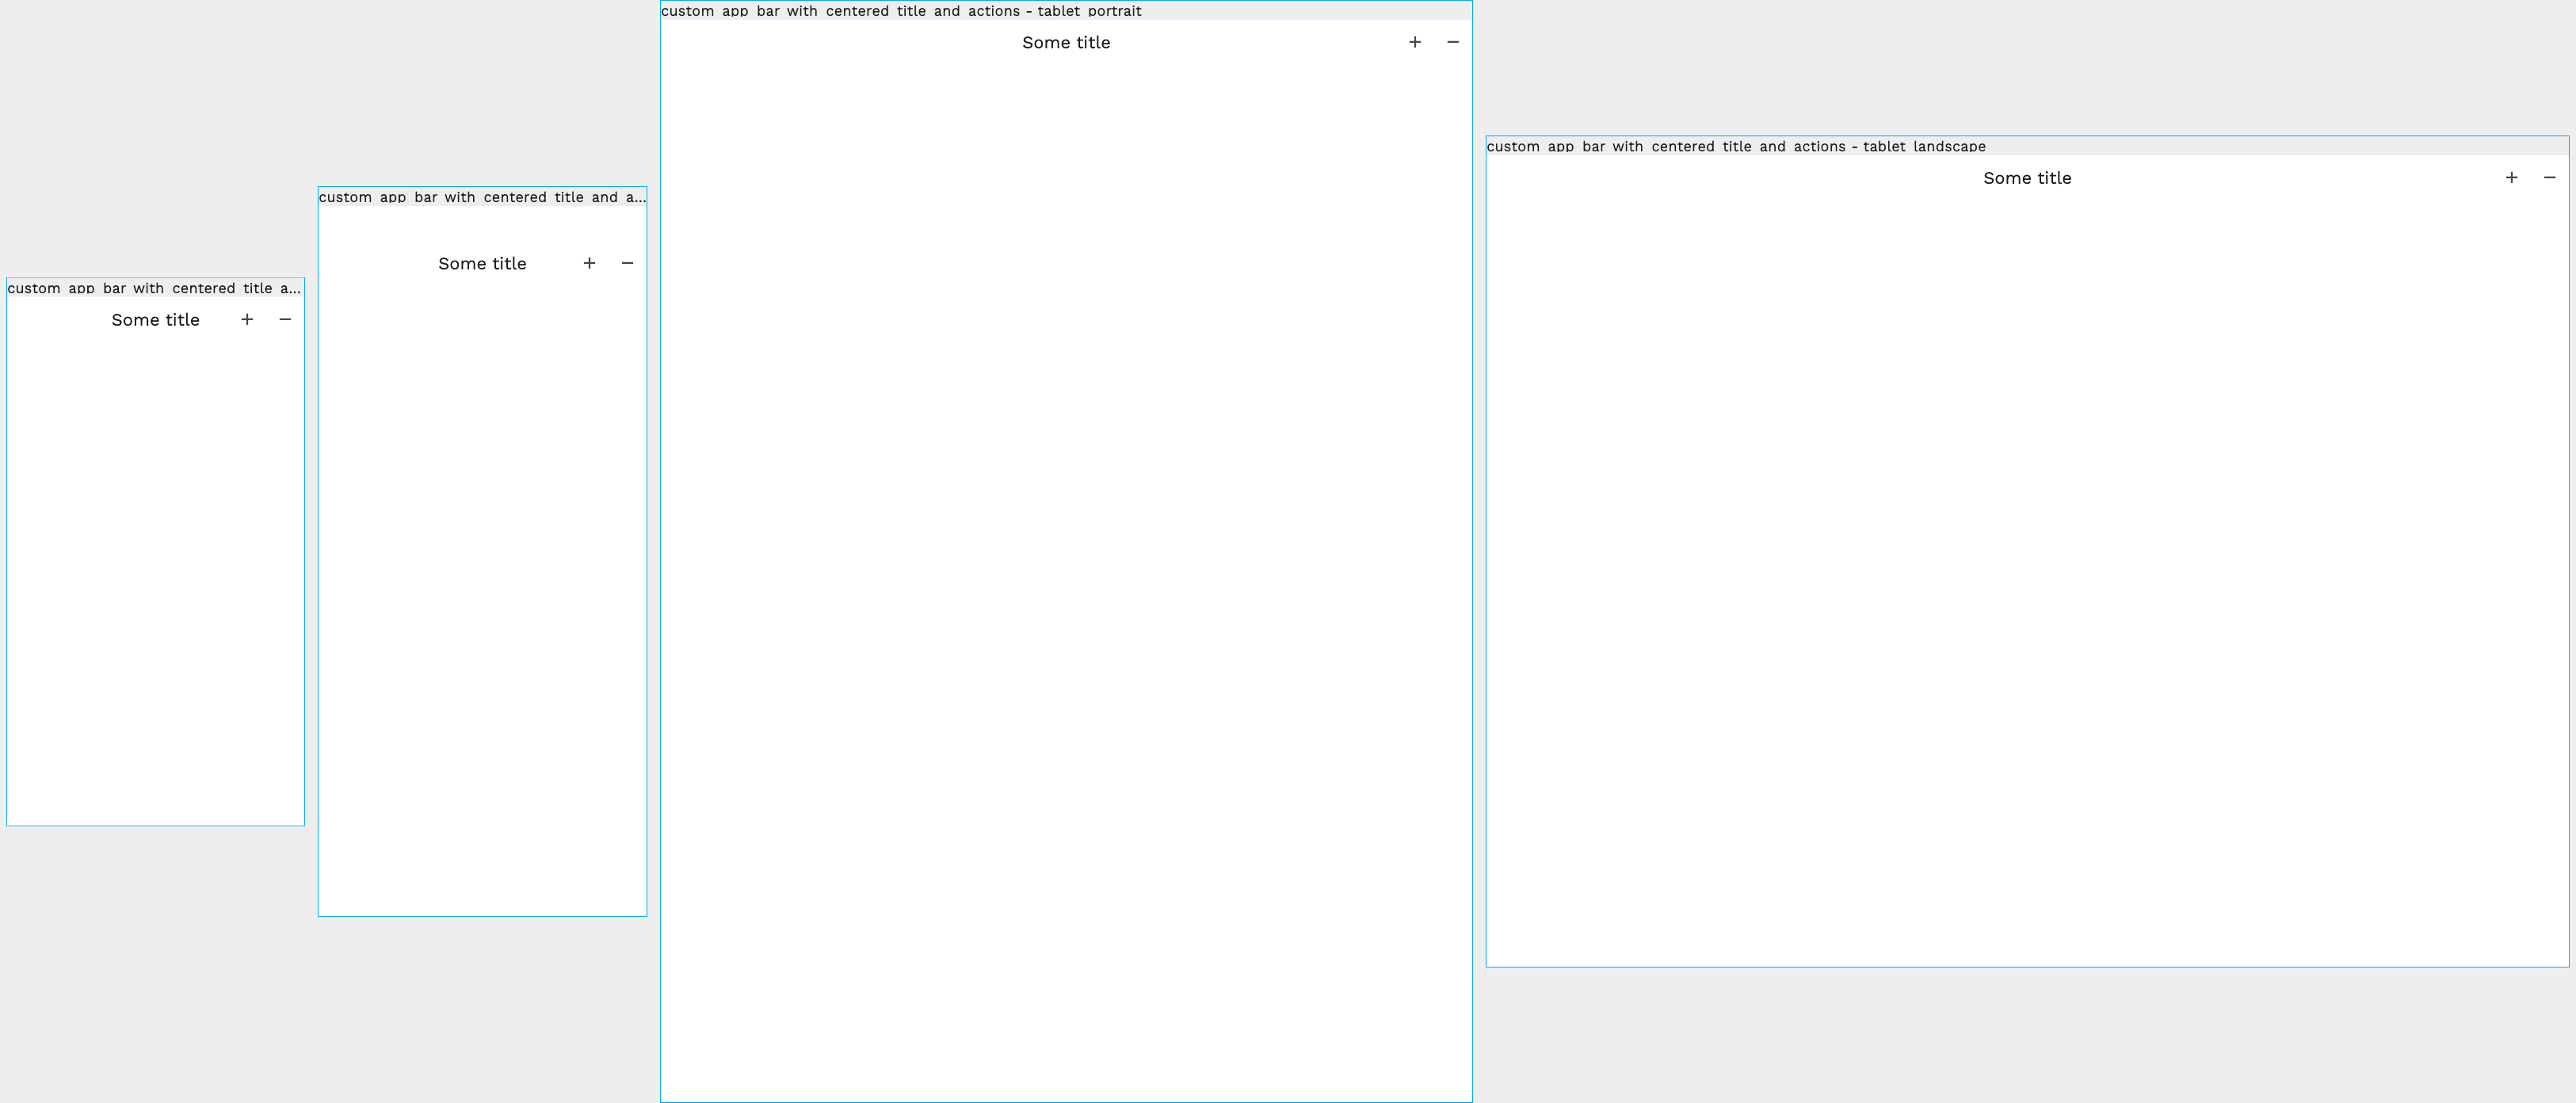 custom app bar with centered title a...
Some title + −
custom app bar with centered title and a...
Some title + −
custom app bar with centered title and actions - tablet portrait
Some title + −
custom app bar with centered title and actions - tablet landscape
Some title + −